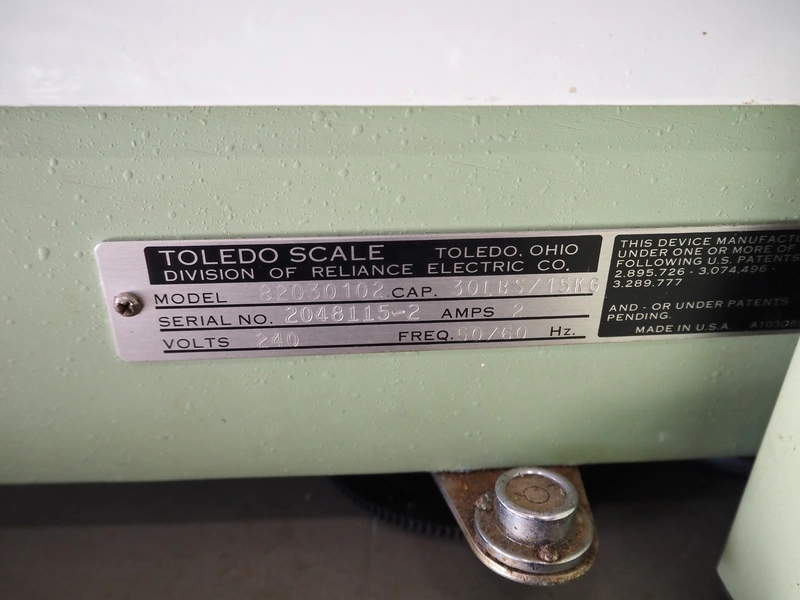 TOLEDO SCALE TOLEDO, OHIO
DIVISION OF RELIANCE ELECTRIC CO.
MODEL 82030102 CAP. 30LBS/15KG
SERIAL NO. 2048115-2 AMPS 2
VOLTS 240 FREQ. 50/60 Hz.
THIS DEVICE MANUFACTU
UNDER ONE OR MORE OF
FOLLOWING U.S. PATENTS
2.895.726 - 3.074.496 -
3.289.777
AND - OR UNDER PATENTS
PENDING.
MADE IN U.S.A.